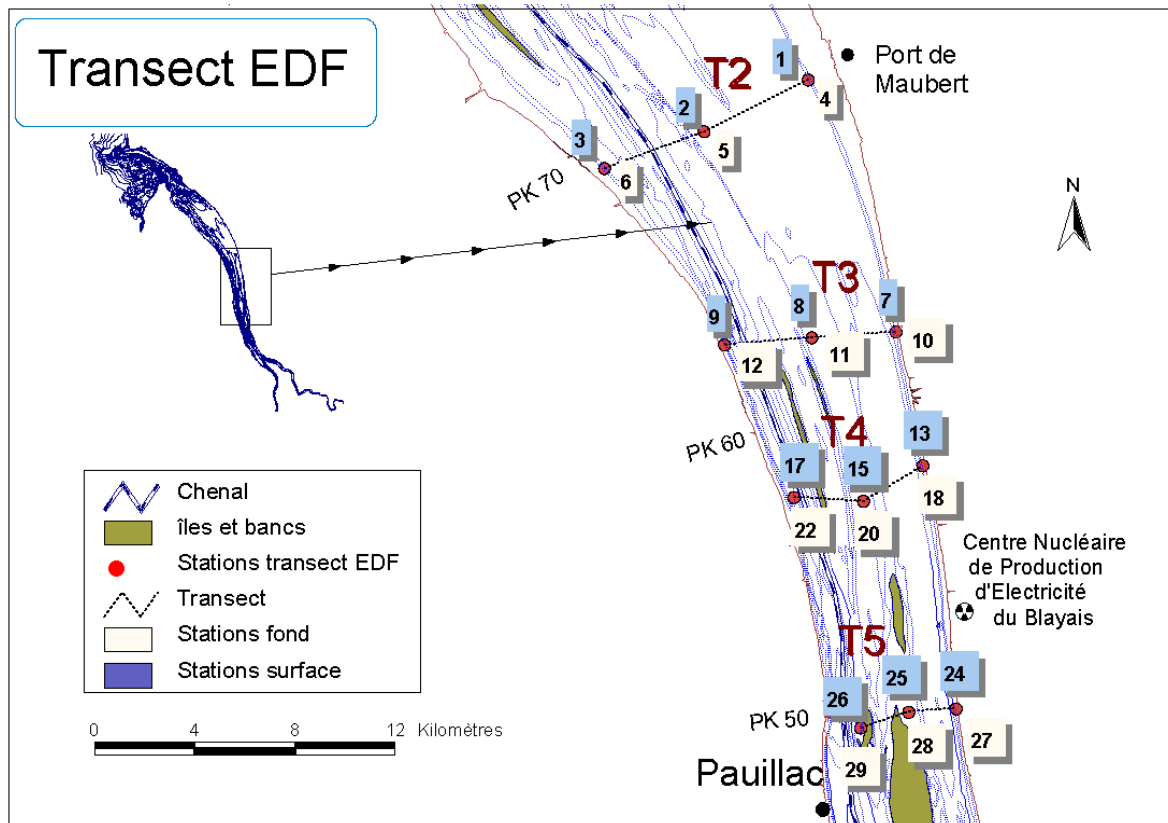 Transect EDF
Port de
Maubert
T2
1
4
2
5
3
6
PK 70
N
T3
7
8
9
10
11
12
PK 60
T4
13
15
17
18
20
22
Centre Nucléaire
de Production
d'Electricité
du Blayais
T5
24
25
26
27
28
29
PK 50
Pauillac
Chenal
îles et bancs
Stations transect EDF
Transect
Stations fond
Stations surface
0 4 8 12 Kilomètres